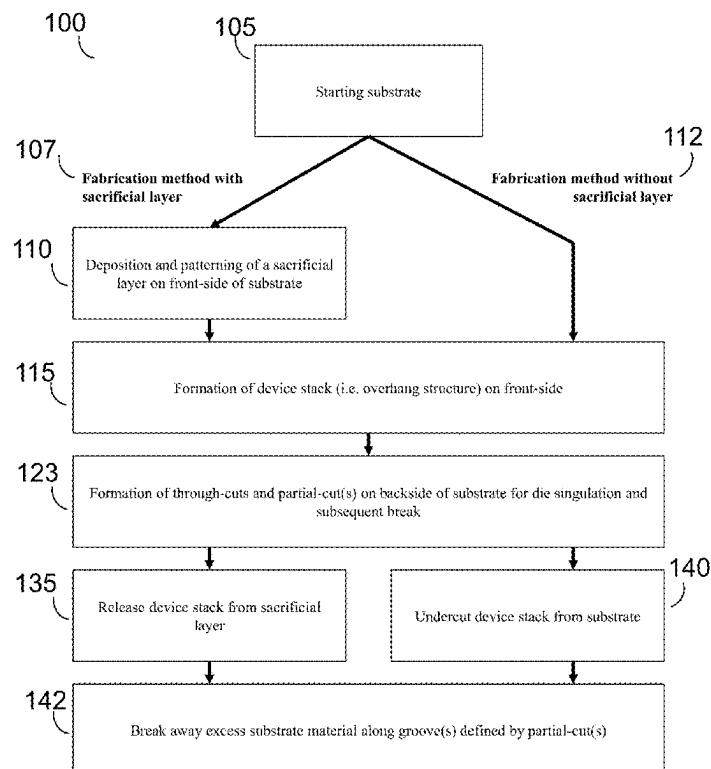 100
105
Starting substrate
107
Fabrication method with
sacrificial layer
112
Fabrication method without
sacrificial layer
110
Deposition and patterning of a sacrificial
layer on front-side of substrate
115
Formation of device stack (i.e. overhang structure) on front-side
123
Formation of through-cuts and partial-cut(s) on backside of substrate for die singulation and
subsequent break
135
Release device stack from sacrificial
layer
140
Undercut device stack from substrate
142
Break away excess substrate material along groove(s) defined by partial-cut(s)